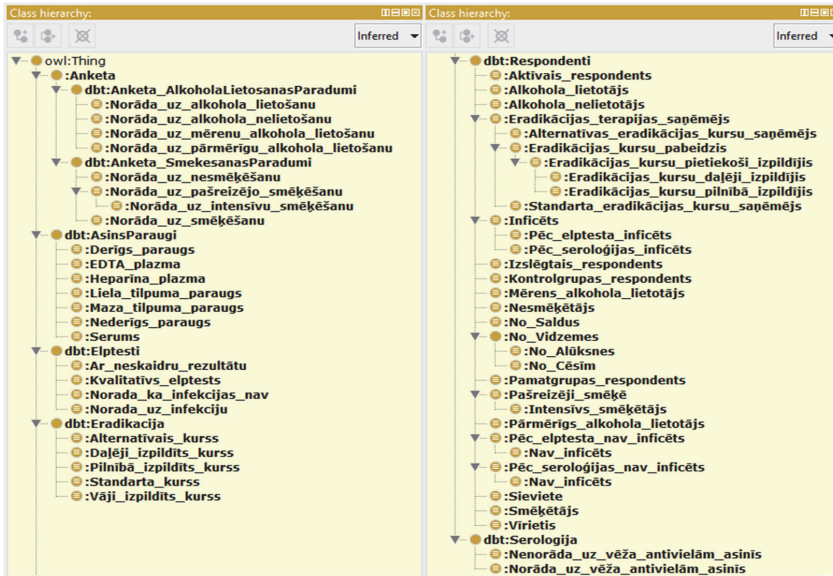 Class hierarchy:
Inferred
owl:Thing
:Anketa
dbt:Anketa_AlkoholaLietosanasParadumi
:Norāda_uz_alkohola_lietošanu
:Norāda_uz_alkohola_nelietošanu
:Norāda_uz_mērenu_alkohola_lietošanu
:Norāda_uz_pārmērīgu_alkohola_lietošanu
dbt:Anketa_SmekesanasParadumi
:Norāda_uz_nesmēķēšanu
:Norāda_uz_pašreizējo_smēķēšanu
:Norāda_uz_intensīvu_smēķēšanu
:Norāda_uz_smēķēšanu
dbt:AsinsParaugi
:Derīgs_paraugs
:EDTA_plazma
:Heparīna_plazma
:Liela_tilpuma_paraugs
:Maza_tilpuma_paraugs
:Nederīgs_paraugs
:Serums
dbt:Elptesti
:Ar_neskaidru_rezultātu
:Kvalitatīvs_elptests
:Norada_ka_infekcijas_nav
:Norada_uz_infekciju
dbt:Eradikacija
:Alternatīvais_kurss
:Daļēji_izpildīts_kurss
:Pilnībā_izpildīts_kurss
:Standarta_kurss
:Vāji_izpildīts_kurss
Class hierarchy:
Inferred
dbt:Respondenti
:Aktīvais_respondents
:Alkohola_lietotājs
:Alkohola_nelietotājs
:Eradikācijas_terapijas_saņēmējs
:Alternatīvas_eradikācijas_kursu_saņēmējs
:Eradikācijas_kursu_pabeidzis
:Eradikācijas_kursu_pietiekoši_izpildījis
:Eradikācijas_kursu_daļēji_izpildījis
:Eradikācijas_kursu_pilnībā_izpildījis
:Standarta_eradikācijas_kursu_saņēmējs
:Inficēts
:Pēc_elptesta_inficēts
:Pēc_seroloģijas_inficēts
:Izslēgtais_respondents
:Kontrolgrupas_respondents
:Mērens_alkohola_lietotājs
:Nesmēķētājs
:No_Saldus
:No_Vidzemes
:No_Alūksnes
:No_Cēsīm
:Pamatgrupas_respondents
:Pašreizēji_smēķē
:Intensīvs_smēķētājs
:Pārmērīgs_alkohola_lietotājs
:Pēc_elptesta_nav_inficēts
:Nav_inficēts
:Pēc_seroloģijas_nav_inficēts
:Nav_inficēts
:Sieviete
:Smēķētājs
:Vīrietis
dbt:Serologija
:Nenorāda_uz_vēža_antivielām_asinīs
:Norāda_uz_vēža_antivielām_asinīs